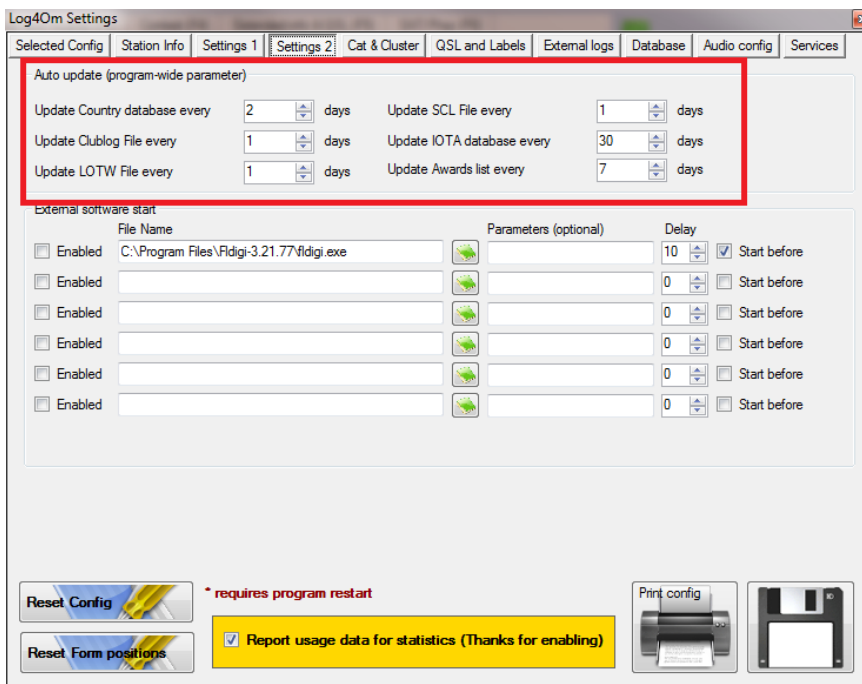 Log4Om Settings
Selected Config Station Info Settings 1 Settings 2 Cat & Cluster QSL and Labels External logs Database Audio config Services
Auto update (program-wide parameter)
Update Country database every 2 days Update SCL File every 1 days
Update Clublog File every 1 days Update IOTA database every 30 days
Update LOTW File every 1 days Update Awards list every 7 days
External software start
File Name Parameters (optional) Delay
Enabled C:\Program Files\Fldigi-3.21.77\fldigi.exe 10 Start before
Enabled 0 Start before
Enabled 0 Start before
Enabled 0 Start before
Enabled 0 Start before
Enabled 0 Start before
Reset Config * requires program restart Print config
Report usage data for statistics (Thanks for enabling)
Reset Form positions